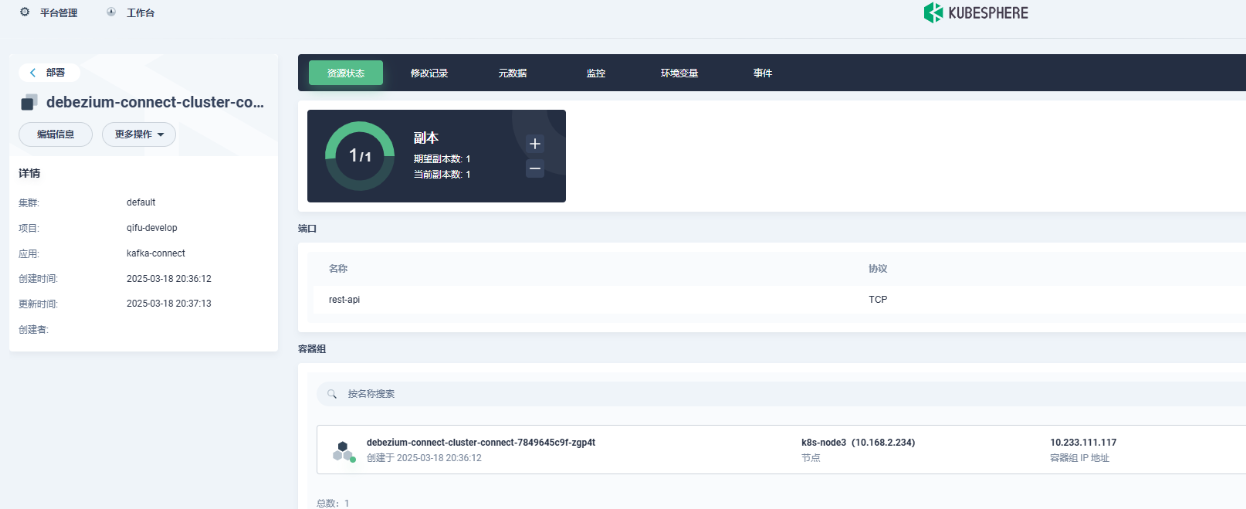 平台管理 工作台 KUBESPHERE
部署
debezium-connect-cluster-co...
编辑信息 更多操作
详情
集群: default
项目: qifu-develop
应用: kafka-connect
创建时间: 2025-03-18 20:36:12
更新时间: 2025-03-18 20:37:13
创建者:
资源状态 修改记录 元数据 监控 环境变量 事件
1/1
副本
期望副本数: 1
当前副本数: 1
端口
名称 协议
rest-api TCP
容器组
按名称搜索
debezium-connect-cluster-connect-7849645c9f-zgp4t k8s-node3 (10.168.2.234) 10.233.111.117
创建于 2025-03-18 20:36:12 节点 容器组 IP 地址
总数: 1